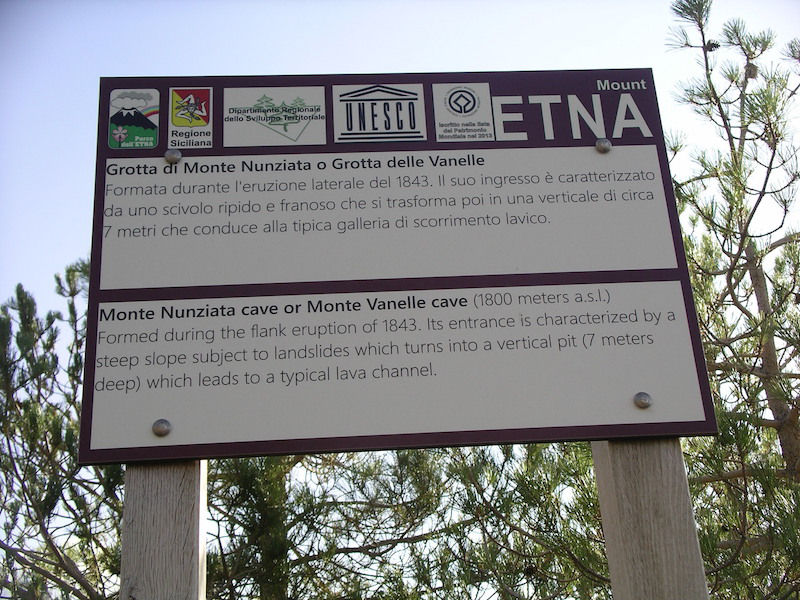 Parco
dell'ETNA
Regione
Siciliana
Dipartimento Regionale
dello Sviluppo Territoriale
UNESCO
Iscritto nella lista
del Patrimonio
Mondiale nel 2013
Mount
ETNA
Grotta di Monte Nunziata o Grotta delle Vanelle
Formata durante l'eruzione laterale del 1843. Il suo ingresso è caratterizzato
da uno scivolo ripido e franoso che si trasforma poi in una verticale di circa
7 metri che conduce alla tipica galleria di scorrimento lavico.
Monte Nunziata cave or Monte Vanelle cave (1800 meters a.s.l.)
Formed during the flank eruption of 1843. Its entrance is characterized by a
steep slope subject to landslides which turns into a vertical pit (7 meters
deep) which leads to a typical lava channel.